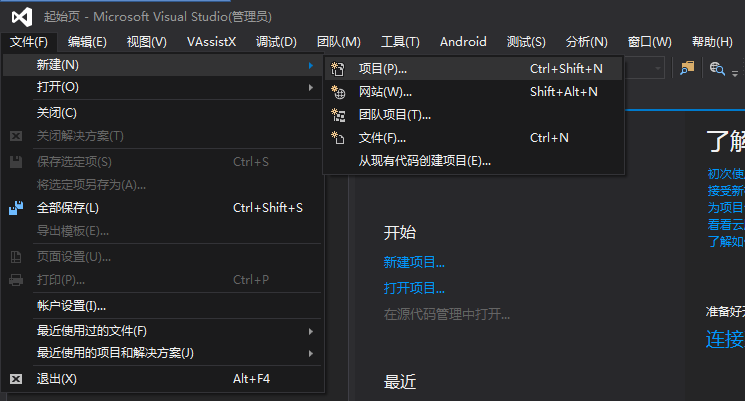 起始页 - Microsoft Visual Studio(管理员)
文件(F) 编辑(E) 视图(V) VAssistX 调试(D) 团队(M) 工具(T) Android 测试(S) 分析(N) 窗口(W) 帮助(H)
新建(N)
打开(O)
关闭(C)
关闭解决方案(T)
保存选定项(S) Ctrl+S
将选定项另存为(A)...
全部保存(L) Ctrl+Shift+S
导出模板(E)...
页面设置(U)...
打印(P)... Ctrl+P
帐户设置(I)...
最近使用过的文件(F)
最近使用的项目和解决方案(J)
退出(X) Alt+F4
项目(P)... Ctrl+Shift+N
网站(W)... Shift+Alt+N
团队项目(T)...
文件(F)... Ctrl+N
从现有代码创建项目(E)...
开始
新建项目...
打开项目...
在源代码管理中打开...
最近
了解
初次使
接受新
为项目
看看云
了解如
准备好
连接